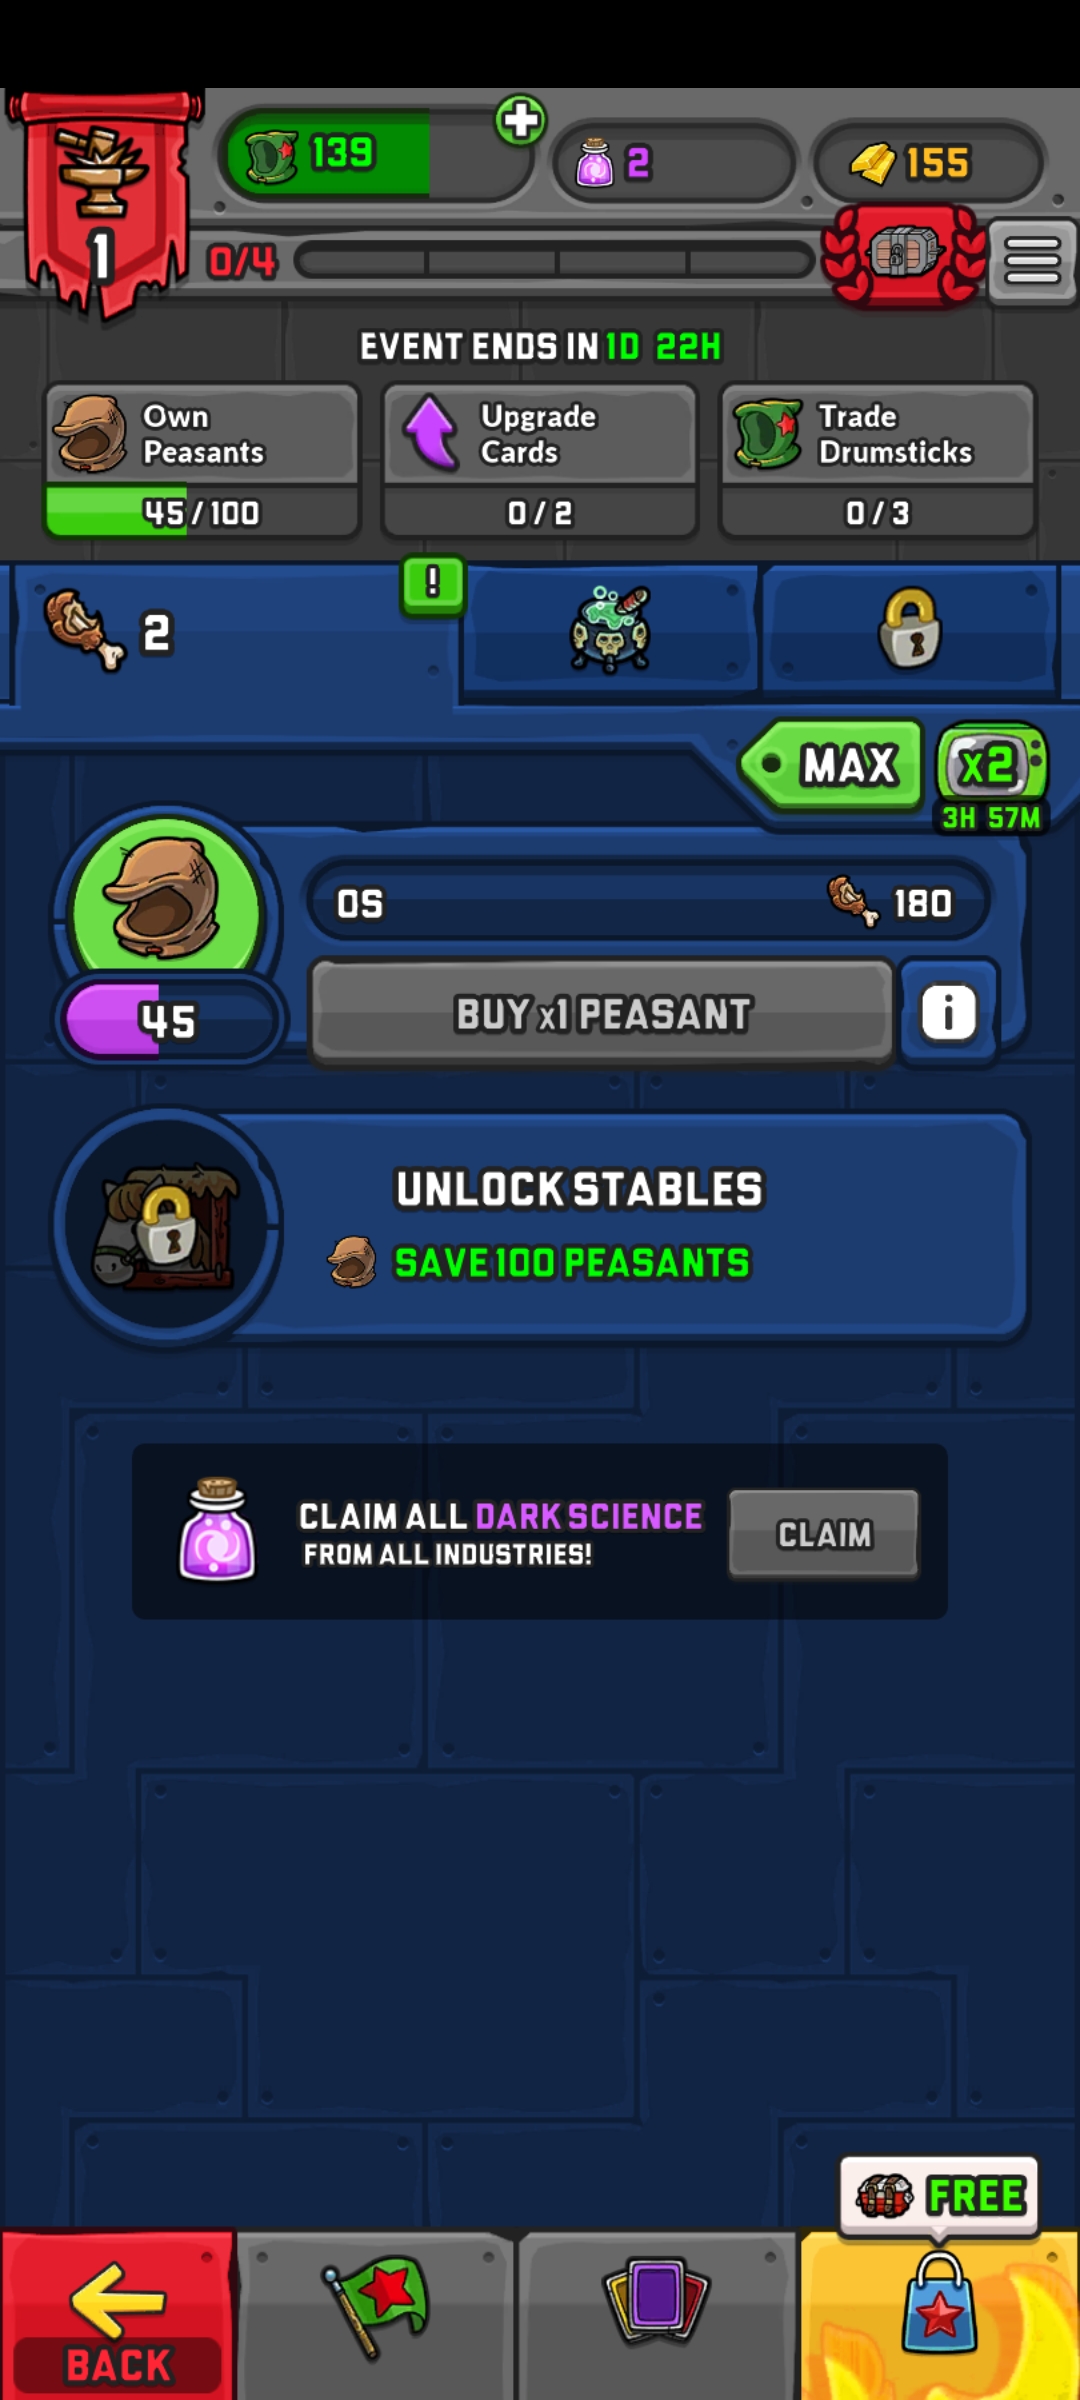 139
2
155
1
0/4
EVENT ENDS IN 1D 22H
Own
Peasants
45/100
Upgrade
Cards
0/2
Trade
Drumsticks
0/3
2
!
MAX
x2
3H 57M
0S
180
45
BUY x1 PEASANT
i
UNLOCK STABLES
SAVE 100 PEASANTS
CLAIM ALL DARK SCIENCE
FROM ALL INDUSTRIES!
CLAIM
FREE
BACK